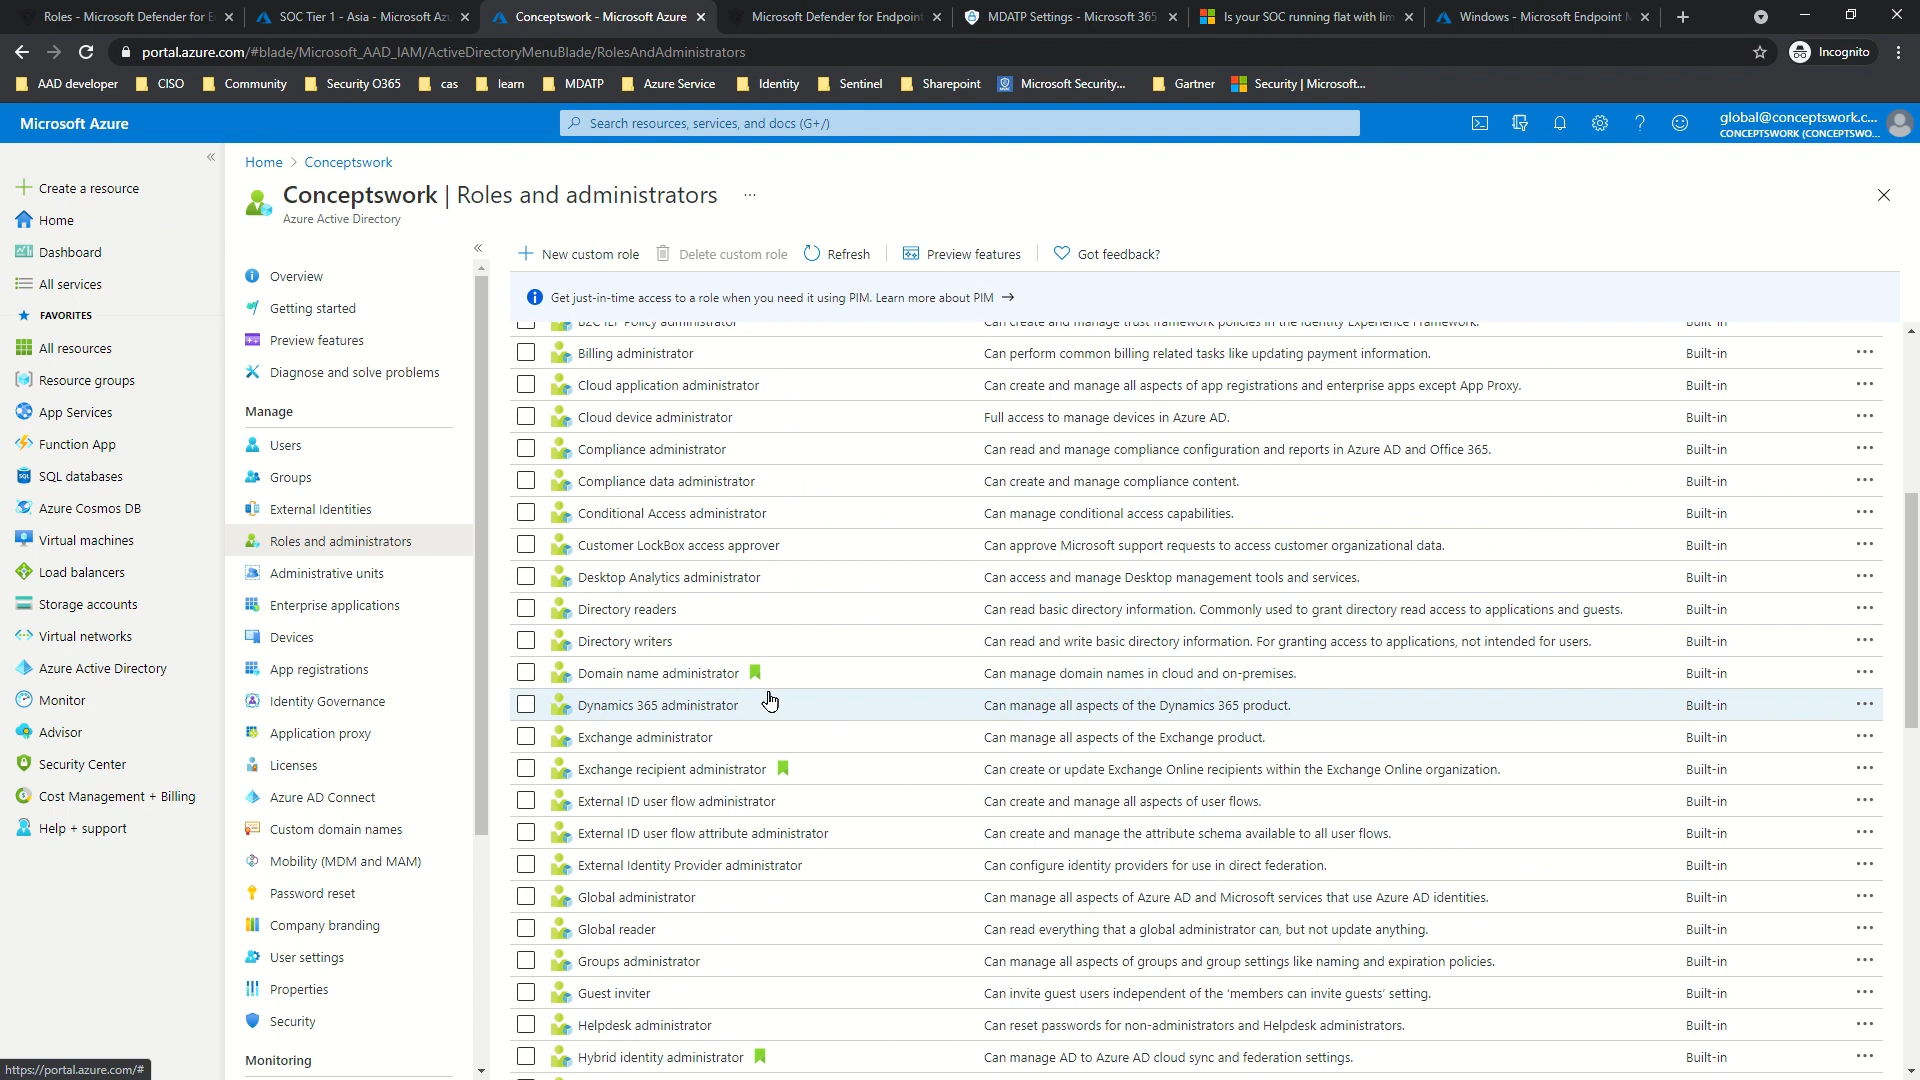 Roles - Microsoft Defender for E
SOC Tier 1 - Asia - Microsoft Az
Conceptswork - Microsoft Azure
Microsoft Defender for Endpoint
MDATP Settings - Microsoft 365
Is your SOC running flat with lim
Windows - Microsoft Endpoint M
portal.azure.com/#blade/Microsoft_AAD_IAM/ActiveDirectoryMenuBlade/RolesAndAdministrators
Incognito
AAD developer
CISO
Community
Security O365
cas
learn
MDATP
Azure Service
Identity
Sentinel
Sharepoint
Microsoft Security...
Gartner
Security | Microsoft...
Microsoft Azure
Search resources, services, and docs (G+/)
global@conceptswork.c...
CONCEPTSWORK (CONCEPTSWO...
Create a resource
Home
Dashboard
All services
FAVORITES
All resources
Resource groups
App Services
Function App
SQL databases
Azure Cosmos DB
Virtual machines
Load balancers
Storage accounts
Virtual networks
Azure Active Directory
Monitor
Advisor
Security Center
Cost Management + Billing
Help + support
https://portal.azure.com/#
Home > Conceptswork
Conceptswork | Roles and administrators ...
Azure Active Directory
Overview
Getting started
Preview features
Diagnose and solve problems
Manage
Users
Groups
External Identities
Roles and administrators
Administrative units
Enterprise applications
Devices
App registrations
Identity Governance
Application proxy
Licenses
Azure AD Connect
Custom domain names
Mobility (MDM and MAM)
Password reset
Company branding
User settings
Properties
Security
Monitoring
New custom role
Delete custom role
Refresh
Preview features
Got feedback?
Get just-in-time access to a role when you need it using PIM. Learn more about PIM →
B2C IEF Policy administrator Can create and manage trust framework policies in the Identity Experience Framework. Built-in
Billing administrator Can perform common billing related tasks like updating payment information. Built-in
Cloud application administrator Can create and manage all aspects of app registrations and enterprise apps except App Proxy. Built-in
Cloud device administrator Full access to manage devices in Azure AD. Built-in
Compliance administrator Can read and manage compliance configuration and reports in Azure AD and Office 365. Built-in
Compliance data administrator Can create and manage compliance content. Built-in
Conditional Access administrator Can manage conditional access capabilities. Built-in
Customer LockBox access approver Can approve Microsoft support requests to access customer organizational data. Built-in
Desktop Analytics administrator Can access and manage Desktop management tools and services. Built-in
Directory readers Can read basic directory information. Commonly used to grant directory read access to applications and guests. Built-in
Directory writers Can read and write basic directory information. For granting access to applications, not intended for users. Built-in
Domain name administrator Can manage domain names in cloud and on-premises. Built-in
Dynamics 365 administrator Can manage all aspects of the Dynamics 365 product. Built-in
Exchange administrator Can manage all aspects of the Exchange product. Built-in
Exchange recipient administrator Can create or update Exchange Online recipients within the Exchange Online organization. Built-in
External ID user flow administrator Can create and manage all aspects of user flows. Built-in
External ID user flow attribute administrator Can create and manage the attribute schema available to all user flows. Built-in
External Identity Provider administrator Can configure identity providers for use in direct federation. Built-in
Global administrator Can manage all aspects of Azure AD and Microsoft services that use Azure AD identities. Built-in
Global reader Can read everything that a global administrator can, but not update anything. Built-in
Groups administrator Can manage all aspects of groups and group settings like naming and expiration policies. Built-in
Guest inviter Can invite guest users independent of the 'members can invite guests' setting. Built-in
Helpdesk administrator Can reset passwords for non-administrators and Helpdesk administrators. Built-in
Hybrid identity administrator Can manage AD to Azure AD cloud sync and federation settings. Built-in